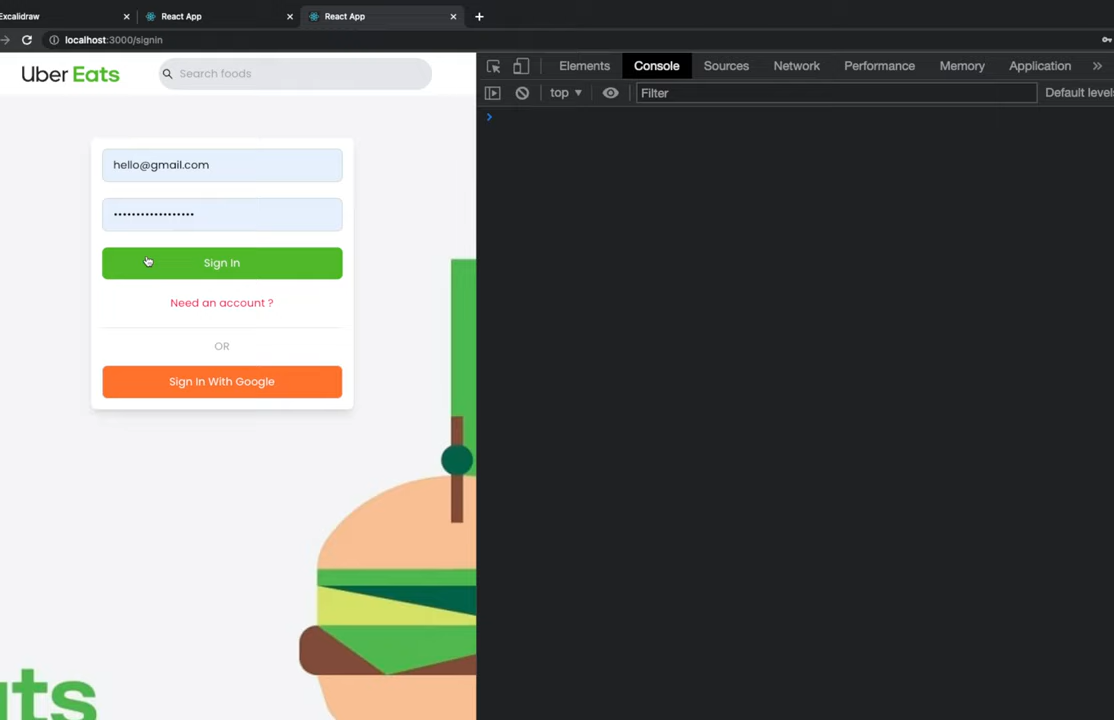 Excalidraw
React App
React App
localhost:3000/signin
Uber Eats
Search foods
Elements Console Sources Network Performance Memory Application
top Filter Default levels
hello@gmail.com
••••••••••••••••••
Sign In
Need an account ?
OR
Sign In With Google
ats